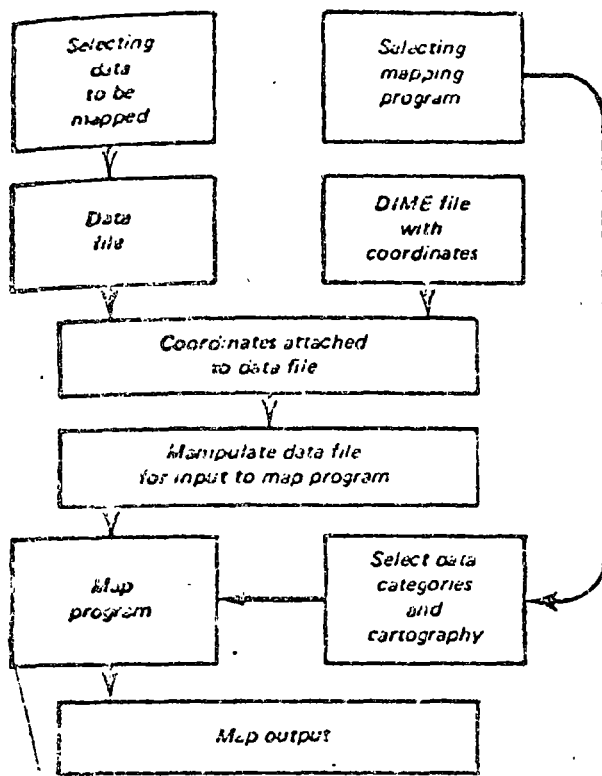 Selecting
data
to be
mapped
Selecting
mapping
program
Data
file
DIME file
with
coordinates
Coordinates attached
to data file
Manipulate data file
for input to map program
Map
program
Select data
categories
and
cartography
Map output